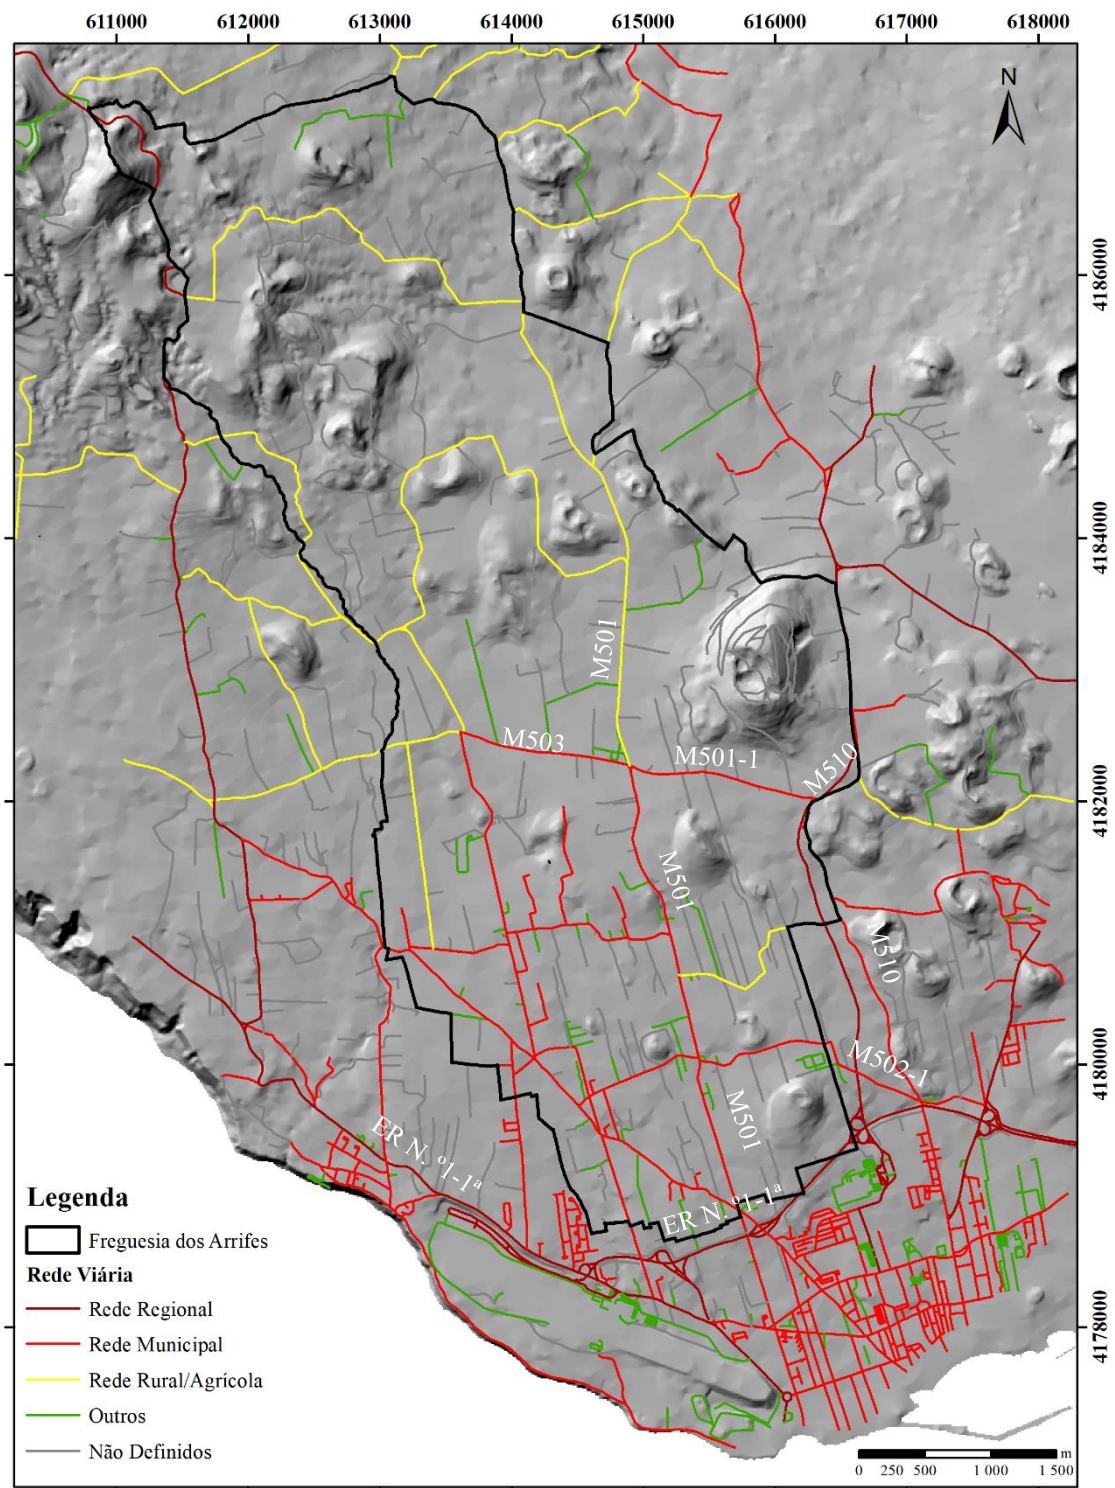 611000 612000 613000 614000 615000 616000 617000 618000
N
4186000
4184000
M501
M503
M501-1
M510
4182000
M501
M510
4180000
M502-1
M501
ER N. º1-1ª
ER N. º1-1ª
4178000
Legenda
Freguesia dos Arrifes
Rede Viária
Rede Regional
Rede Municipal
Rede Rural/Agrícola
Outros
Não Definidos
m
0 250 500 1 000 1 500